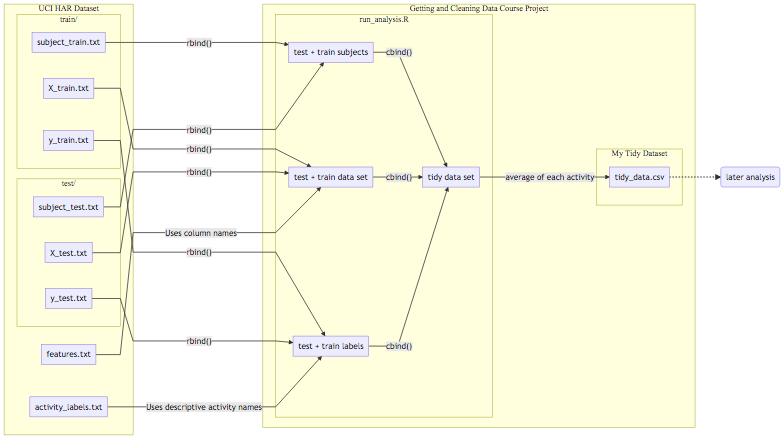 UCI HAR Dataset
train/
subject_train.txt
X_train.txt
y_train.txt
test/
subject_test.txt
X_test.txt
y_test.txt
features.txt
activity_labels.txt
rbind()
rbind()
rbind()
rbind()
Uses column names
rbind()
rbind()
Uses descriptive activity names
Getting and Cleaning Data Course Project
run_analysis.R
test + train subjects
test + train data set
test + train labels
cbind()
cbind()
cbind()
tidy data set
average of each activity
My Tidy Dataset
tidy_data.csv
later analysis